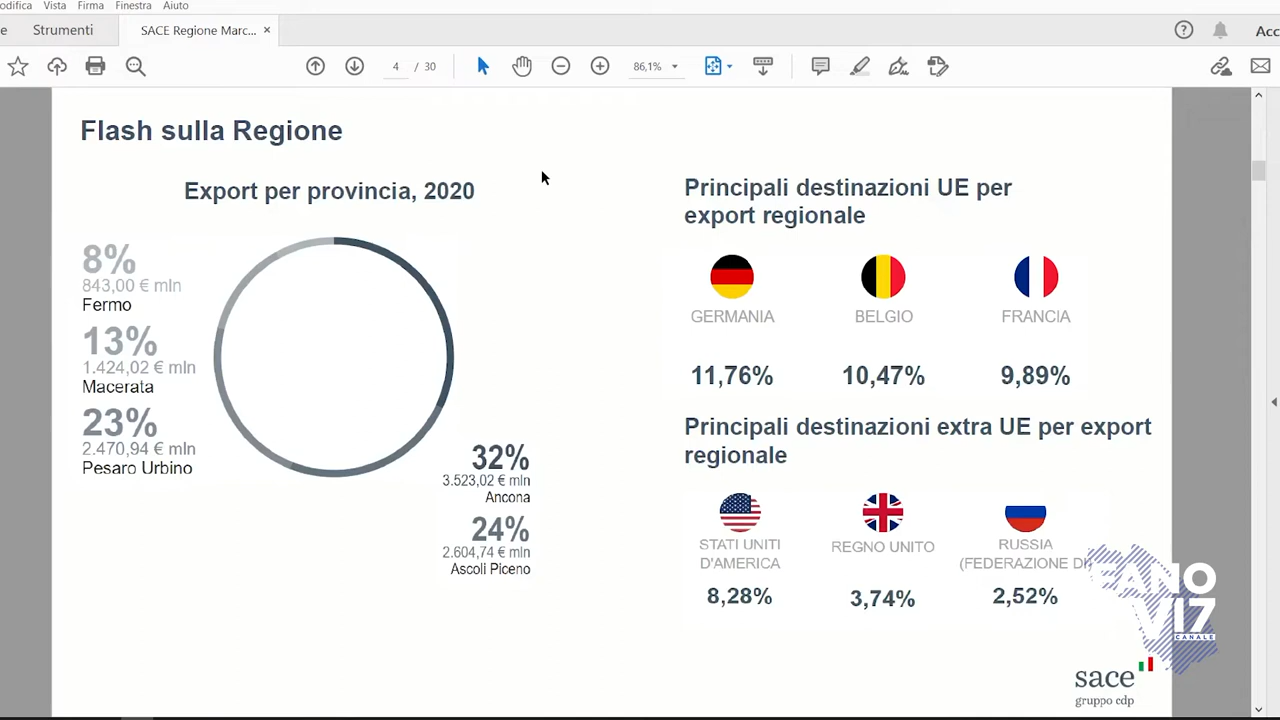 odifica Vista Firma Finestra Aiuto
e Strumenti SACE Regione Marc... × Acc
4 / 30 86,1%
Flash sulla Regione
Export per provincia, 2020
8%
843,00 € mln
Fermo
13%
1.424,02 € mln
Macerata
23%
2.470,94 € mln
Pesaro Urbino
32%
3.523,02 € mln
Ancona
24%
2.604,74 € mln
Ascoli Piceno
Principali destinazioni UE per
export regionale
GERMANIA BELGIO FRANCIA
11,76% 10,47% 9,89%
Principali destinazioni extra UE per export
regionale
STATI UNITI
D'AMERICA
REGNO UNITO
RUSSIA
(FEDERAZIONE DI
8,28% 3,74% 2,52%
FANO
TV 17
CANALE
sace
gruppo cdp